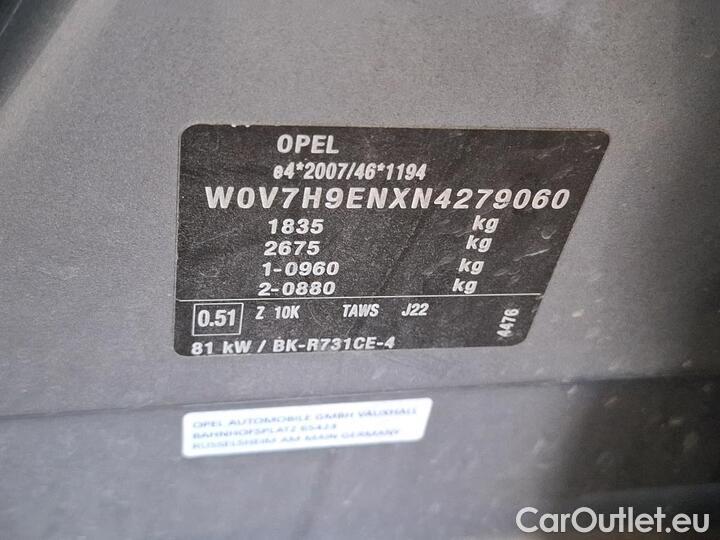 OPEL
e4*2007/46*1194
W0V7H9ENXN4279060
1835 kg
2675 kg
1-0960 kg
2-0880 kg
0.51 Z 10K TAWS J22
4476
81 kW / BK-R731CE-4
OPEL AUTOMOBILE GMBH VAUXHALL
BAHNHOFSPLATZ 65423
RÜSSELSHEIM AM MAIN GERMANY
CarOutlet.eu